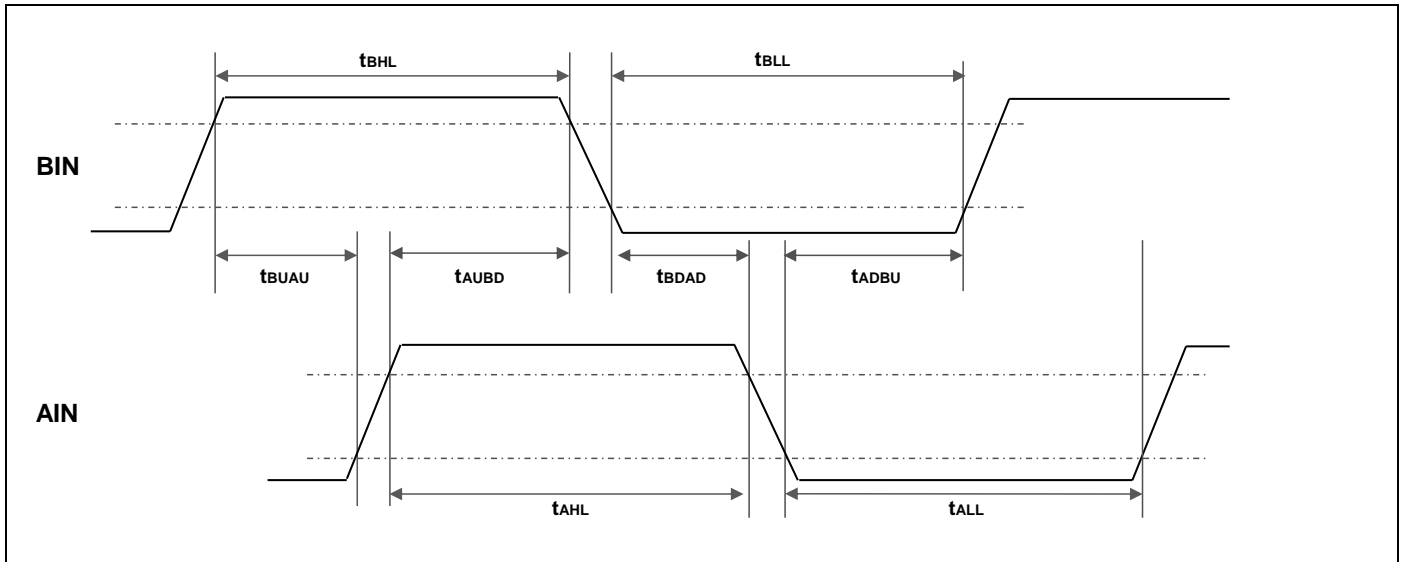 tBHL
tBLL
BIN
tBUAU
tAUBD
tBDAD
tADBU
AIN
tAHL
tALL